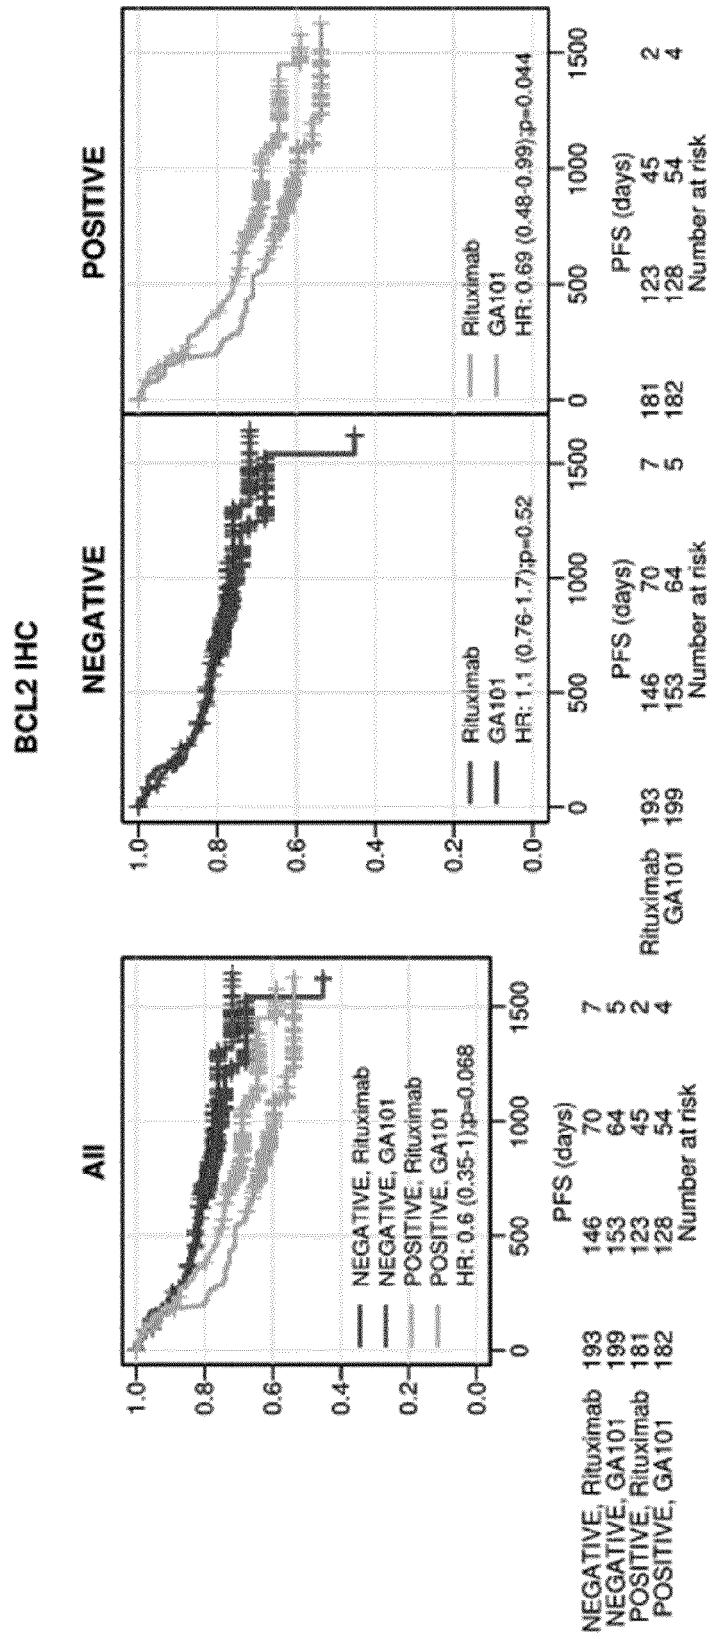 BCL2 IHC
All
1.0
0.8
0.6
0.4
0.2
0.0
NEGATIVE, Rituximab
NEGATIVE, GA101
POSITIVE, Rituximab
POSITIVE, GA101
HR: 0.6 (0.35-1);p=0.068
0 500 1000 1500
PFS (days)
NEGATIVE, Rituximab 193 146 70 7
NEGATIVE, GA101 199 153 64 5
POSITIVE, Rituximab 181 123 45 2
POSITIVE, GA101 182 128 54 4
Number at risk
NEGATIVE
1.0
0.8
0.6
0.4
0.2
0.0
Rituximab
GA101
HR: 1.1 (0.76-1.7);p=0.52
0 500 1000 1500
PFS (days)
Rituximab 193 146 70 7
GA101 199 153 64 5
Number at risk
POSITIVE
Rituximab
GA101
HR: 0.69 (0.48-0.99);p=0.044
0 500 1000 1500
PFS (days)
181 123 45 2
182 128 54 4
Number at risk